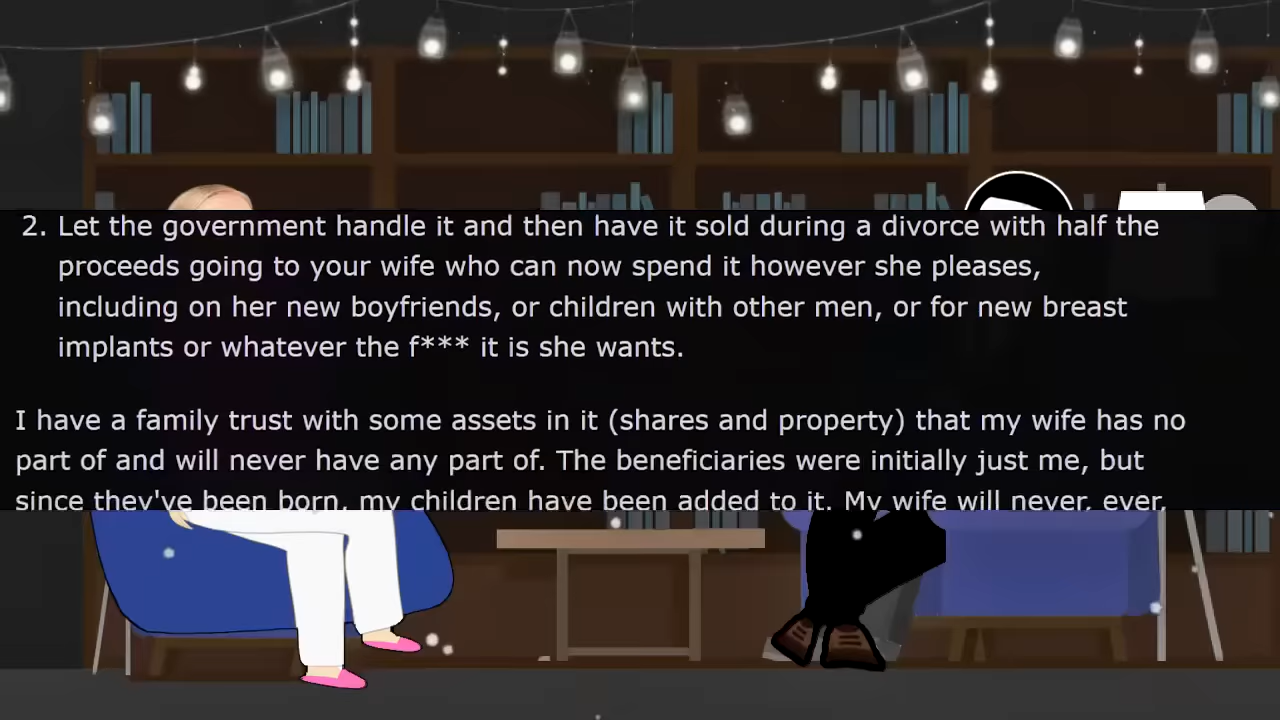 2. Let the government handle it and then have it sold during a divorce with half the
proceeds going to your wife who can now spend it however she pleases,
including on her new boyfriends, or children with other men, or for new breast
implants or whatever the f*** it is she wants.
I have a family trust with some assets in it (shares and property) that my wife has no
part of and will never have any part of. The beneficiaries were initially just me, but
since they've been born, my children have been added to it. My wife will never, ever,